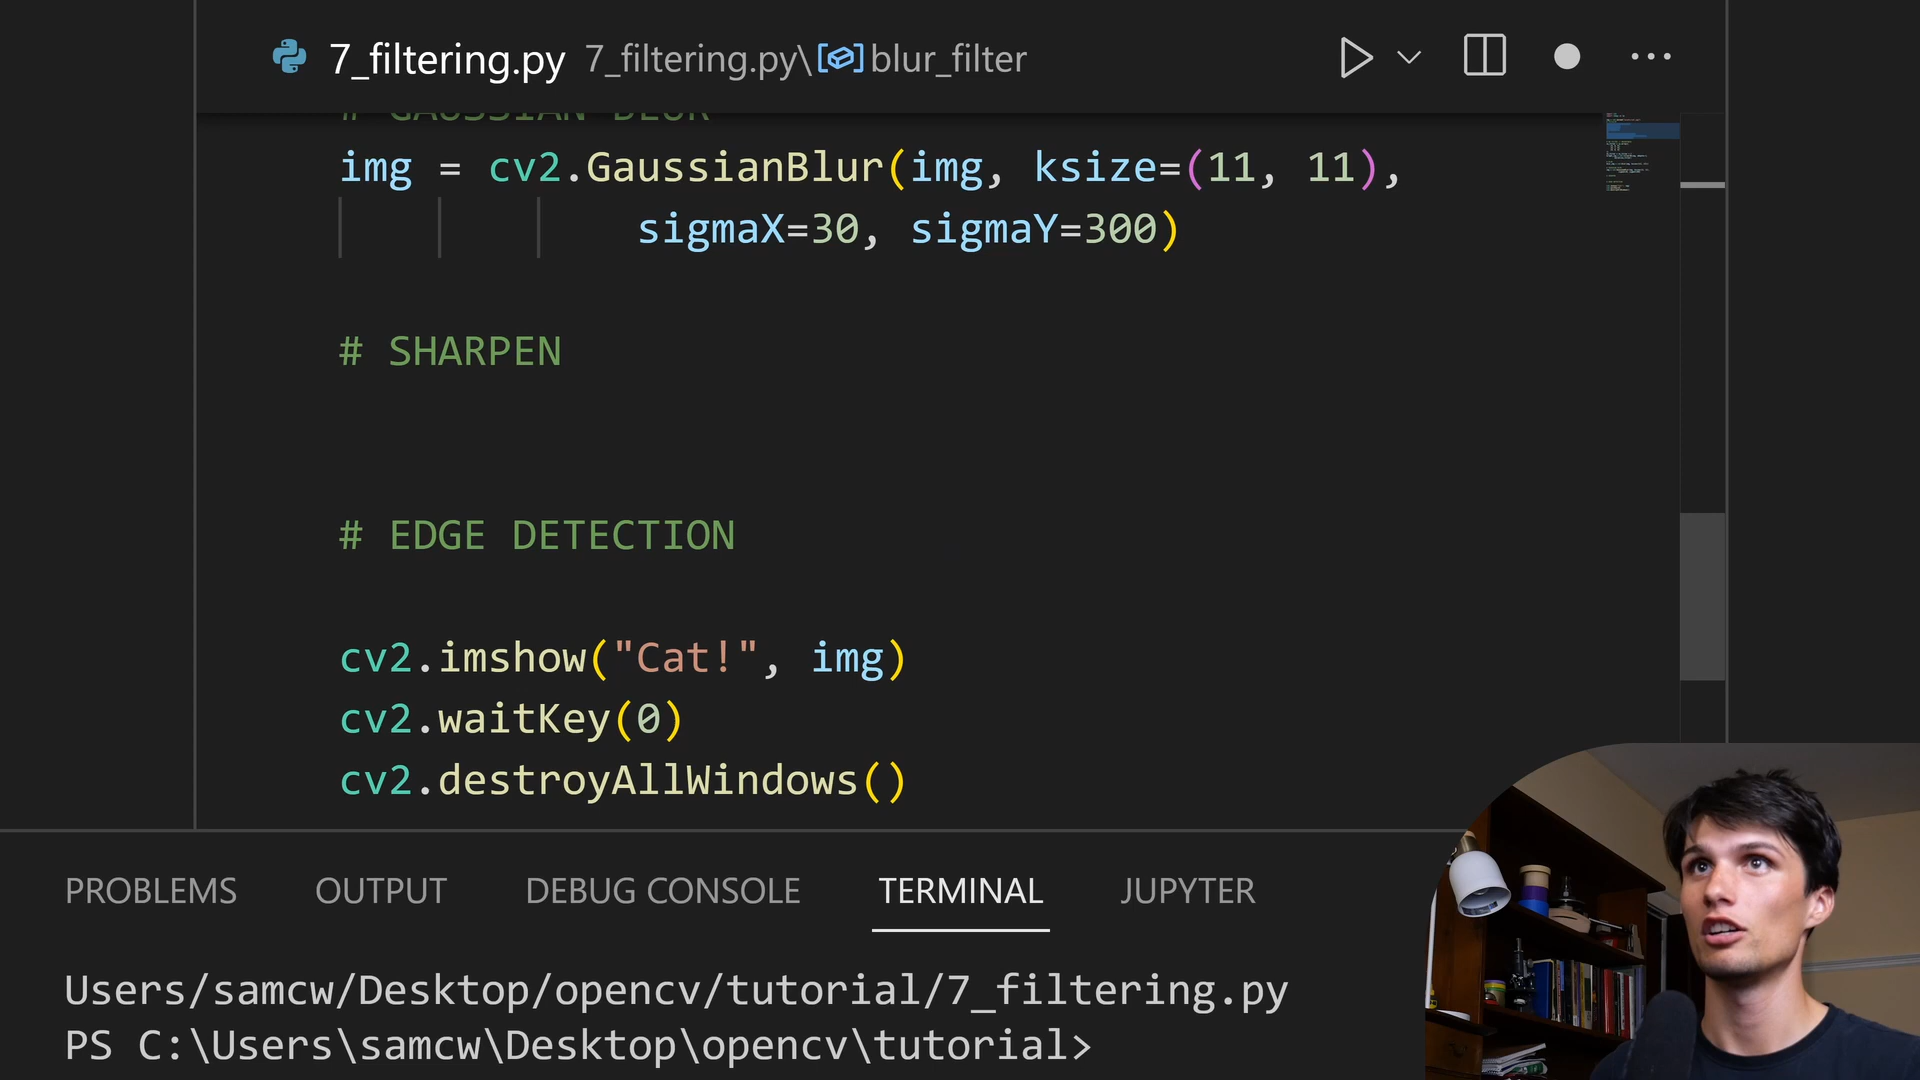 7_filtering.py 7_filtering.py\blur_filter
# GAUSSIAN BLUR
img = cv2.GaussianBlur(img, ksize=(11, 11),
sigmaX=30, sigmaY=300)
# SHARPEN
# EDGE DETECTION
cv2.imshow("Cat!", img)
cv2.waitKey(0)
cv2.destroyAllWindows()
PROBLEMS OUTPUT DEBUG CONSOLE TERMINAL JUPYTER
Users/samcw/Desktop/opencv/tutorial/7_filtering.py
PS C:\Users\samcw\Desktop\opencv\tutorial>